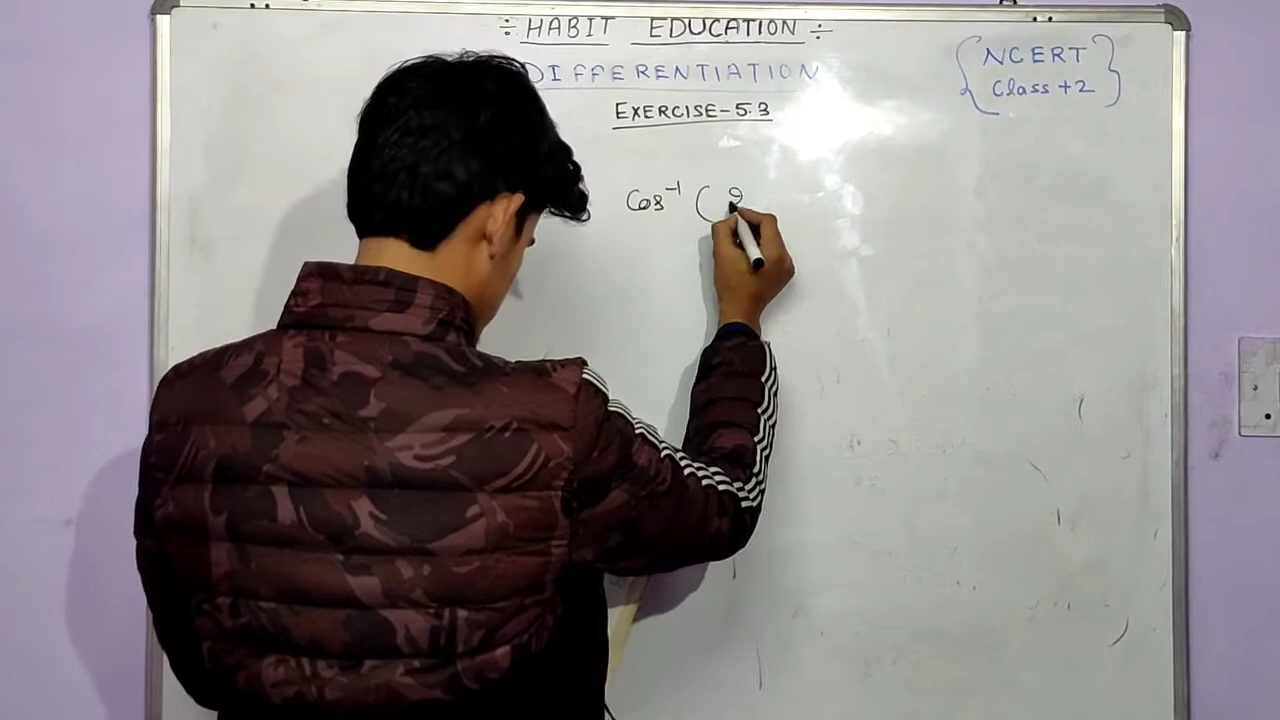 ÷ HABIT EDUCATION ÷
DIFFERENTIATION
EXERCISE-5.3
{ NCERT
Class +2 }
Cos⁻¹ (